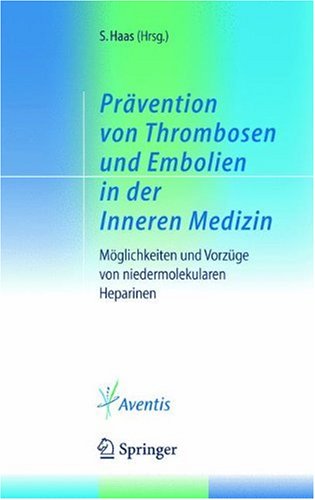 S. Haas (Hrsg.)
Prävention
von Thrombosen
und Embolien
in der
Inneren Medizin
Möglichkeiten und Vorzüge
von niedermolekularen
Heparinen
Aventis
Springer